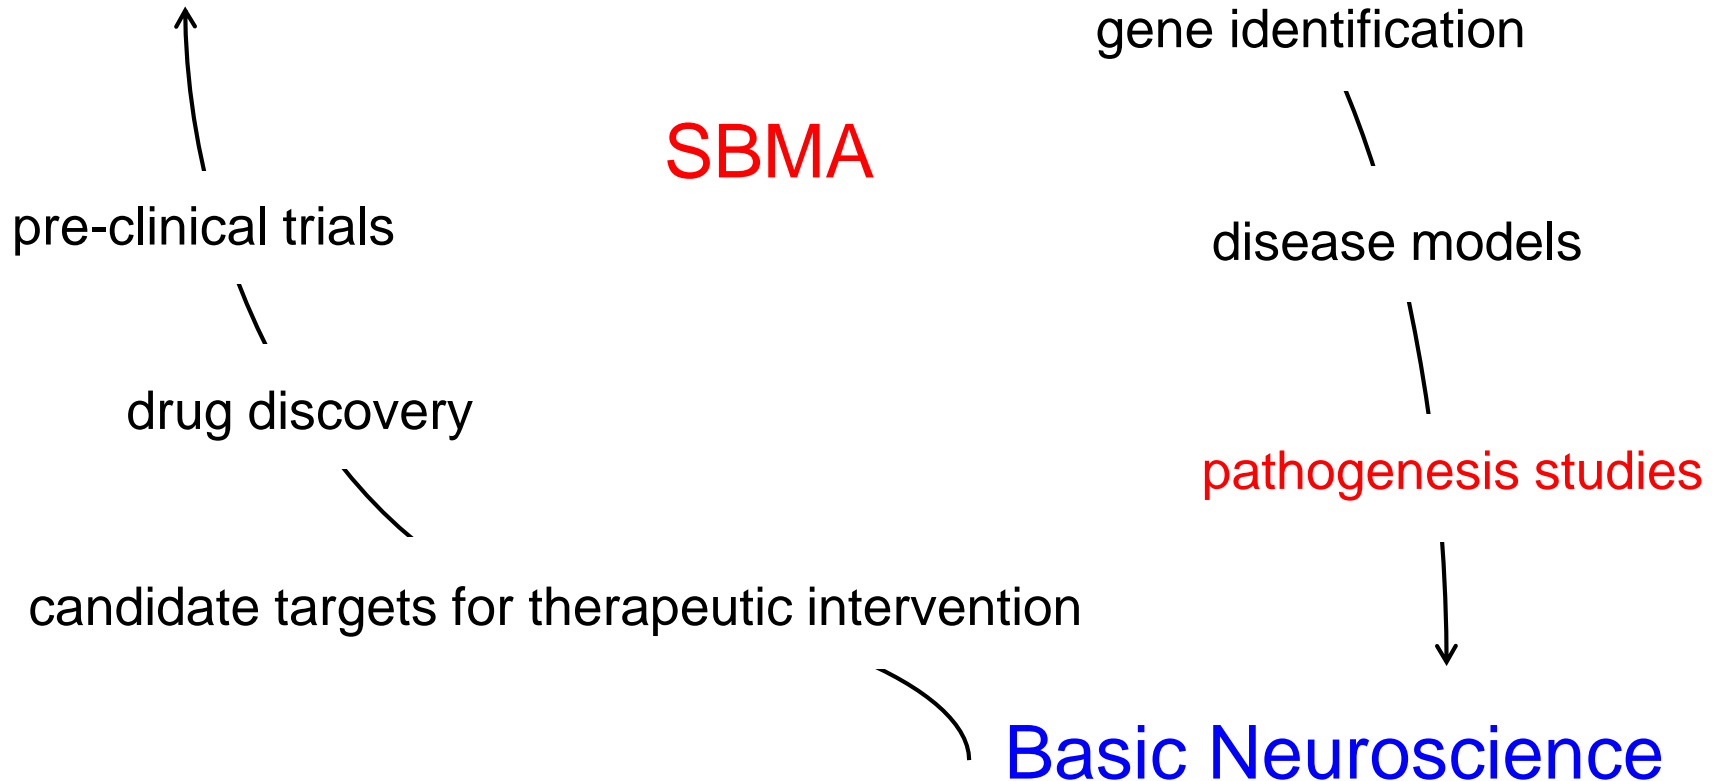 gene identification
SBMA
pre-clinical trials
disease models
drug discovery
pathogenesis studies
candidate targets for therapeutic intervention
Basic Neuroscience